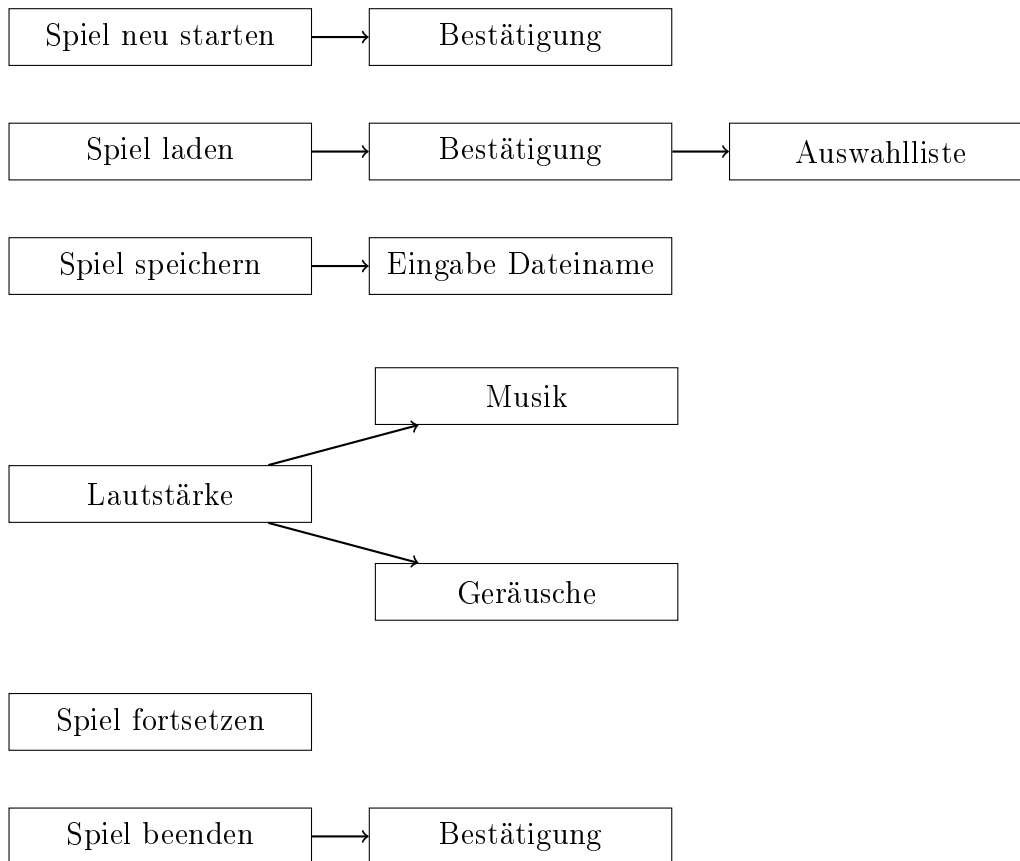 Spiel neu starten
Bestätigung
Spiel laden
Bestätigung
Auswahlliste
Spiel speichern
Eingabe Dateiname
Musik
Lautstärke
Geräusche
Spiel fortsetzen
Spiel beenden
Bestätigung